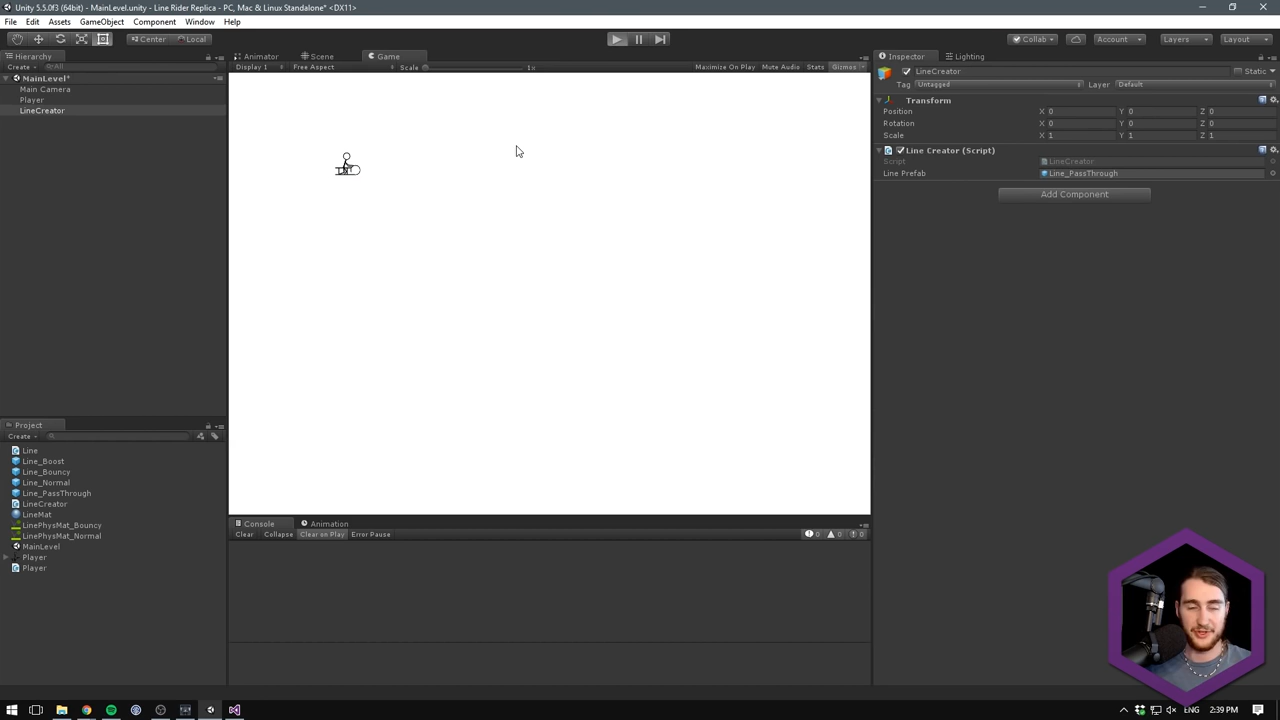 Unity 5.5.0f3 (64bit) - MainLevel.unity - Line Rider Replica - PC, Mac & Linux Standalone* <DX11>
File Edit Assets GameObject Component Window Help
Center Local Collab Account Layers Layout
Hierarchy
Create All
MainLevel*
Main Camera
Player
LineCreator
Animator Scene Game
Display 1 Free Aspect Scale 1x Maximize On Play Mute Audio Stats Gizmos
Inspector Lighting
LineCreator Static
Tag Untagged Layer Default
Transform
Position X 0 Y 0 Z 0
Rotation X 0 Y 0 Z 0
Scale X 1 Y 1 Z 1
Line Creator (Script)
Script LineCreator
Line Prefab Line_PassThrough
Add Component
Project
Create
Line
Line_Boost
Line_Bouncy
Line_Normal
Line_PassThrough
LineCreator
LineMat
LinePhysMat_Bouncy
LinePhysMat_Normal
MainLevel
Player
Player
Console Animation
Clear Collapse Clear on Play Error Pause 0 0 0
ENG 2:39 PM